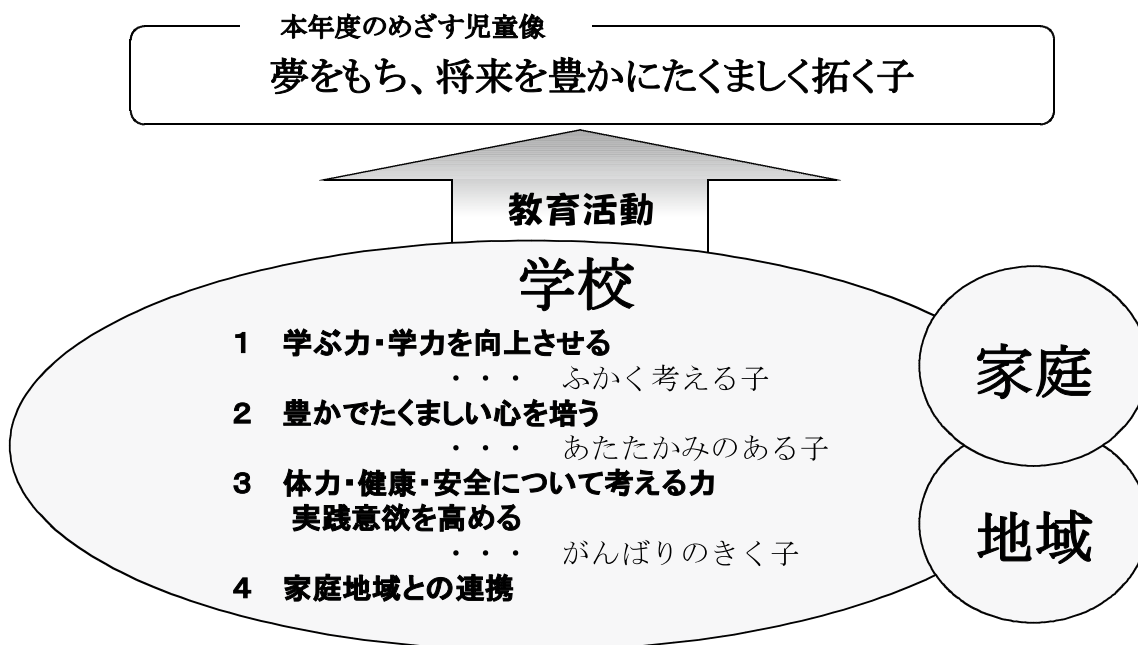 本年度のめざす児童像
夢をもち、将来を豊かにたくましく拓く子
教育活動
学校
1 学ぶ力・学力を向上させる
・・・ ふかく考える子
2 豊かでたくましい心を培う
・・・ あたたかみのある子
3 体力・健康・安全について考える力
実践意欲を高める
・・・ がんばりのきく子
4 家庭地域との連携
家庭
地域